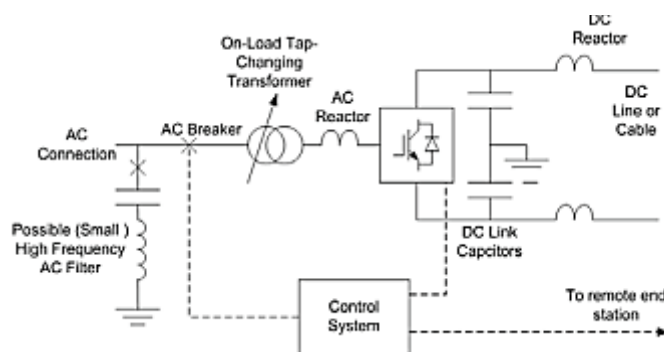 On-Load Tap-
Changing
Transformer
DC
Reactor
AC
Reactor
AC
Connection
AC Breaker
DC
Line or
Cable
Possible (Small )
High Frequency
AC Filter
DC Link
Capcitors
Control
System
To remote end
station